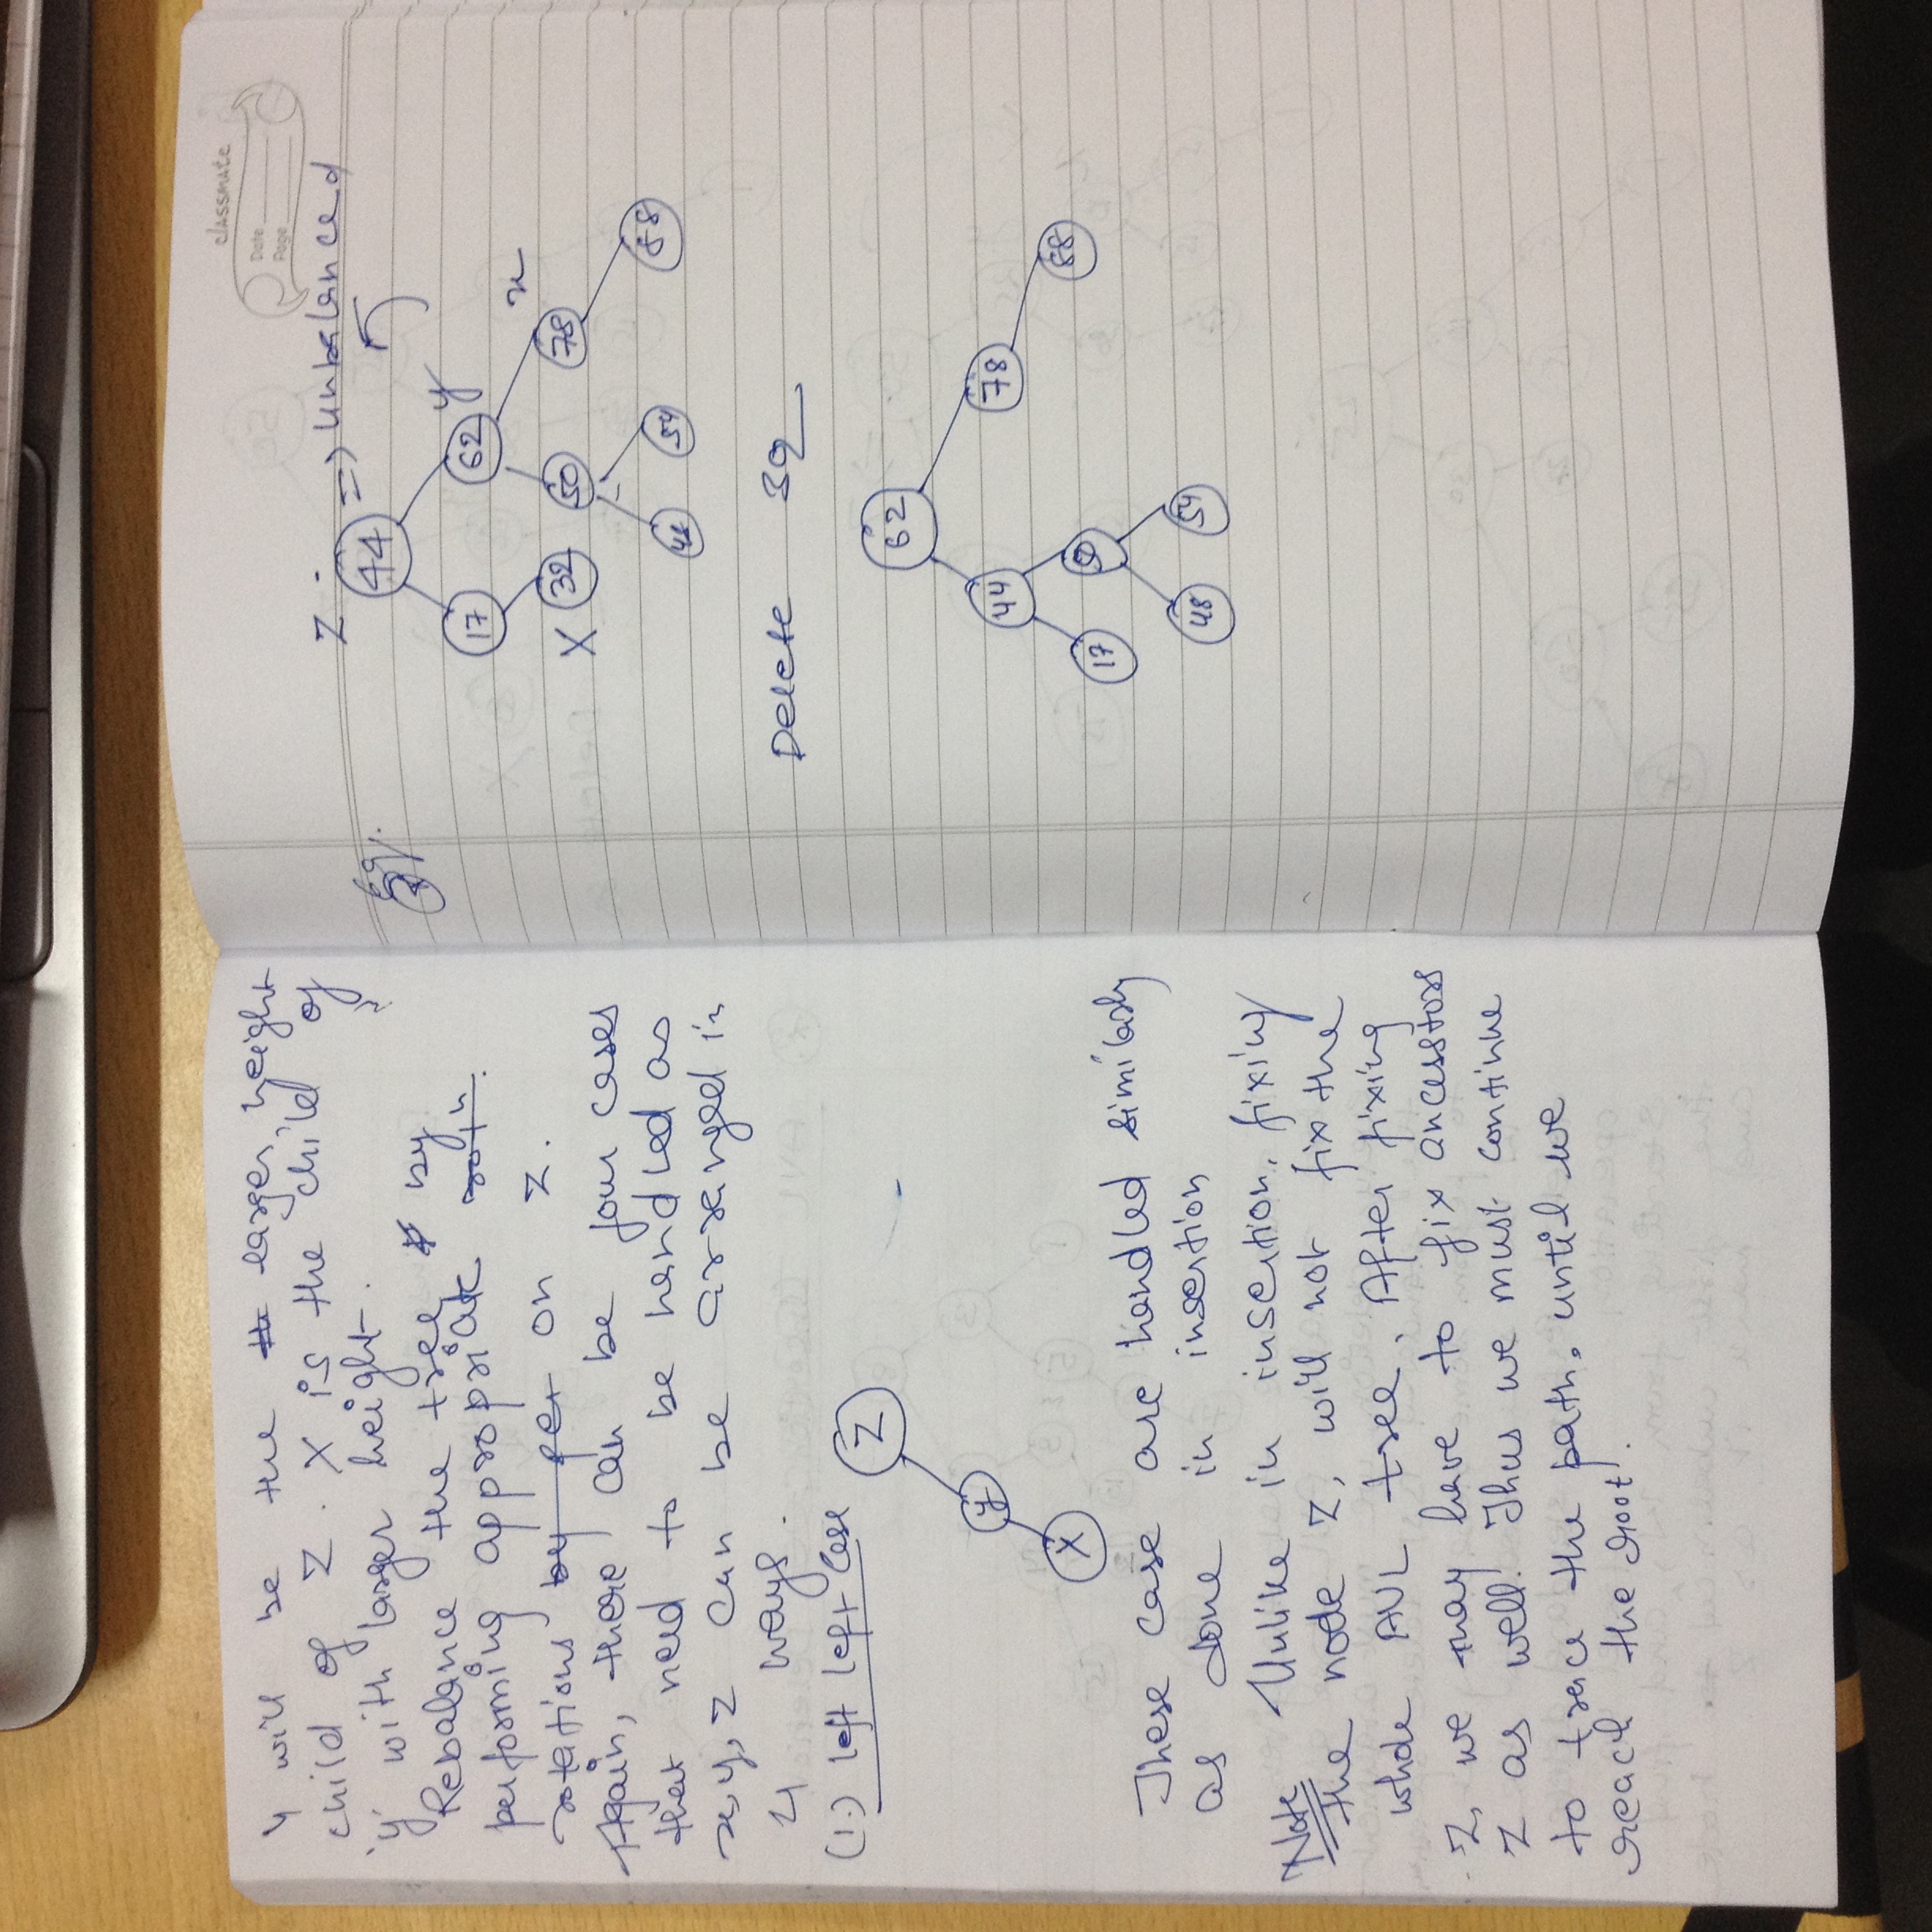 y will be the larger height
child of Z. X is the child of
'y' with larger height.
Rebalance the tree by
performing appropriate
rotations on Z.
Again, there can be four cases
that need to be handled as
x, y, z can be arranged in
4 ways.
(1.) left left case
Z
y
X
These case are handled similarly
as done in insertion
Note Unlike in insertion, fixing
the node Z, will not fix the
whole AVL tree. After fixing
Z, we may have to fix ancesstors
Z as well! Thus we must continue
to trace the path, until we
reach the root!
classmate
Date
Page
Z
44 => Unbalanced
17 62 y
X 32 50 78 x
48 54 88
Delete 32
62
44 78
17 50 88
48 54